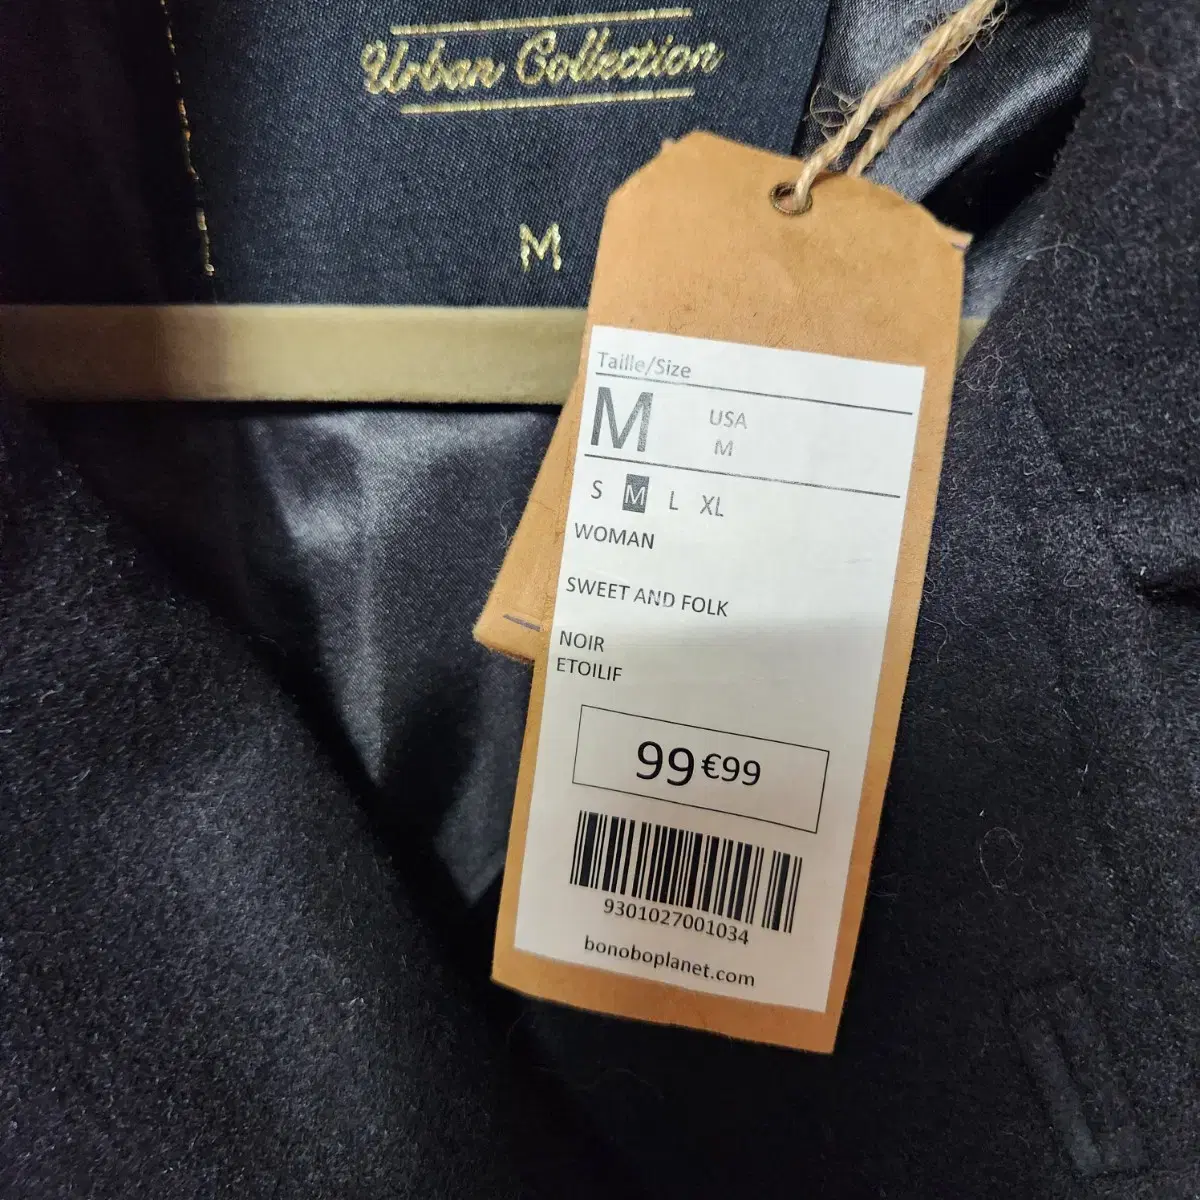 Urban Collection
M
Taille/Size
M
USA
M
S M L XL
WOMAN
SWEET AND FOLK
NOIR
ETOILIF
99€99
9301027001034
bonoboplanet.com